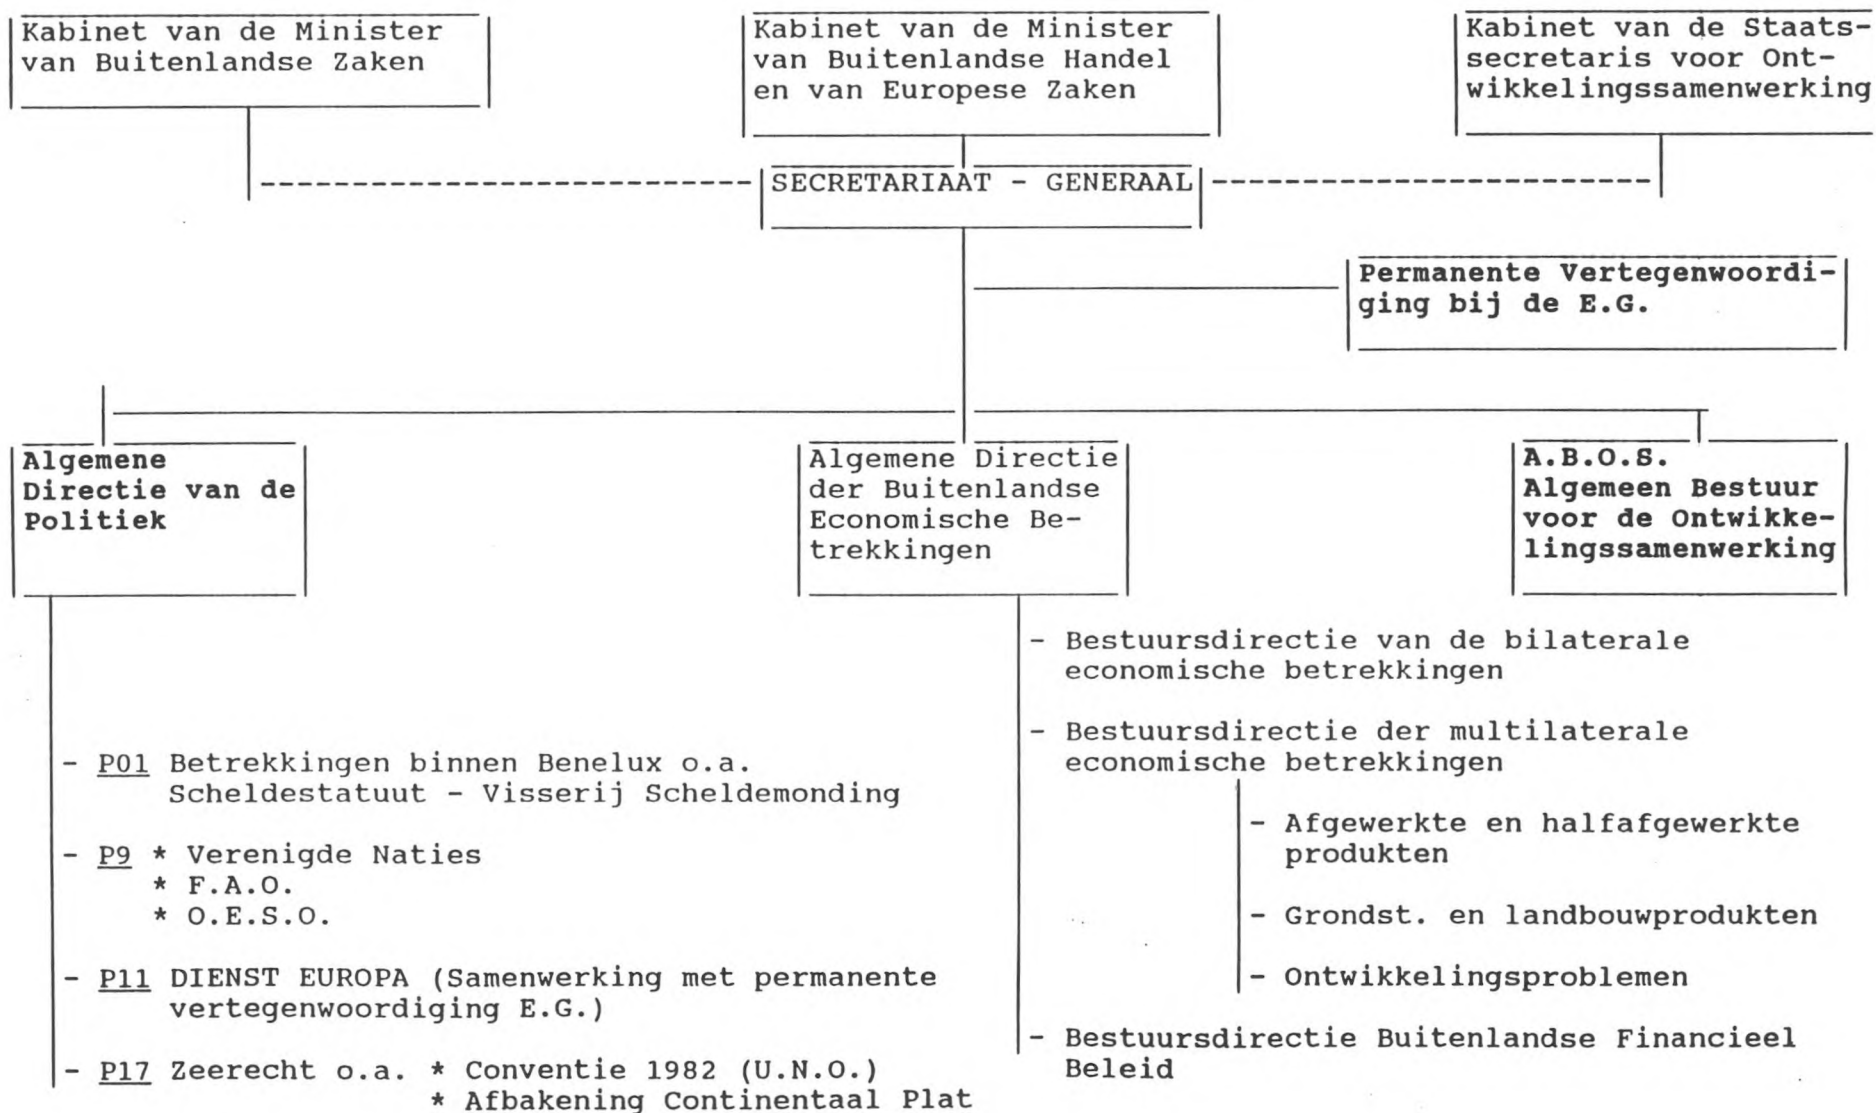 Kabinet van de Minister
van Buitenlandse Zaken
Kabinet van de Minister
van Buitenlandse Handel
en van Europese Zaken
Kabinet van de Staats-
secretaris voor Ont-
wikkelingssamenwerking
SECRETARIAAT - GENERAAL
Permanente Vertegenwoordi-
ging bij de E.G.
Algemene
Directie van de
Politiek
Algemene Directie
der Buitenlandse
Economische Be-
trekkingen
A.B.O.S.
Algemeen Bestuur
voor de Ontwikke-
lingssamenwerking
- P01 Betrekkingen binnen Benelux o.a.
Scheldestatuut - Visserij Scheldemonding
- P9 * Verenigde Naties
* F.A.O.
* O.E.S.O.
- P11 DIENST EUROPA (Samenwerking met permanente
vertegenwoordiging E.G.)
- P17 Zeerecht o.a. * Conventie 1982 (U.N.O.)
* Afbakening Continentaal Plat
- Bestuursdirectie van de bilaterale
economische betrekkingen
- Bestuursdirectie der multilaterale
economische betrekkingen
- Afgewerkte en halfafgewerkte
produkten
- Grondst. en landbouwprodukten
- Ontwikkelingsproblemen
- Bestuursdirectie Buitenlandse Financieel
Beleid